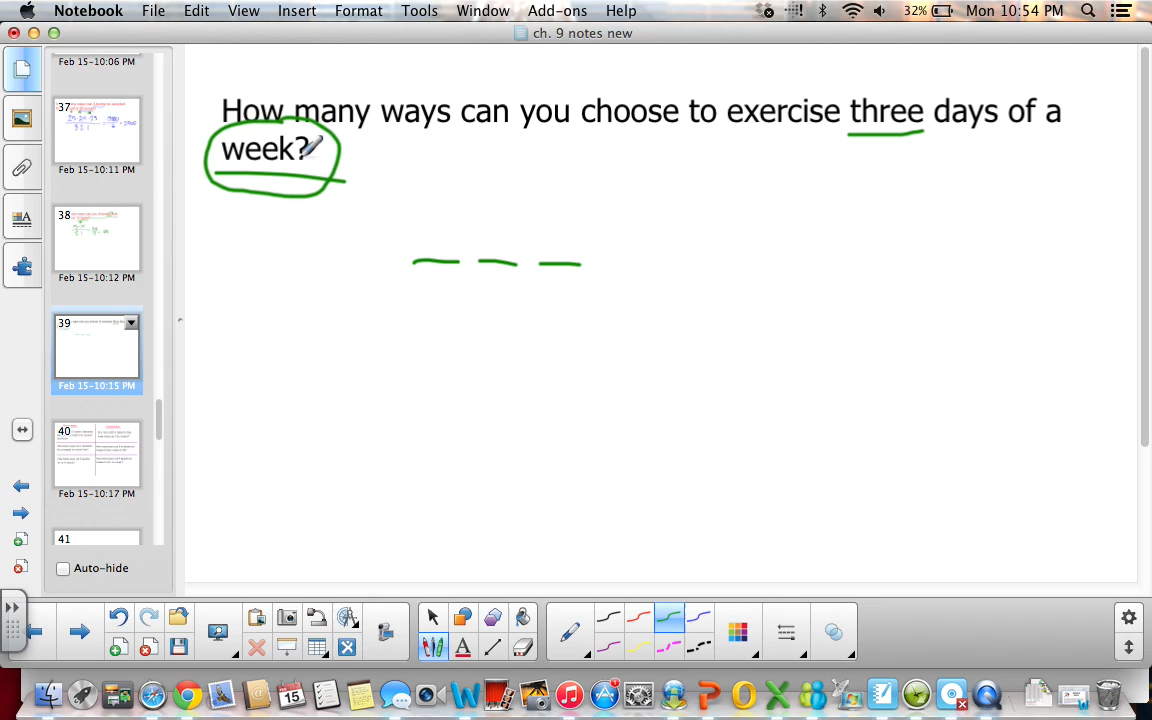 Notebook File Edit View Insert Format Tools Window Add-ons Help 32% Mon 10:54 PM
ch. 9 notes new
Feb 15-10:06 PM
37
Feb 15-10:11 PM
38
Feb 15-10:12 PM
39
Feb 15-10:15 PM
40
Feb 15-10:17 PM
41
Auto-hide
How many ways can you choose to exercise three days of a
week?
15